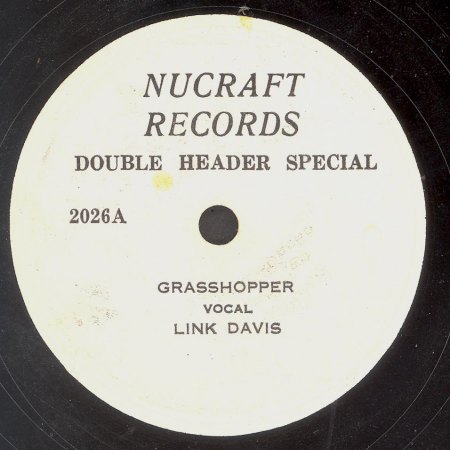 NUCRAFT
RECORDS
DOUBLE HEADER SPECIAL
2026A
GRASSHOPPER
VOCAL
LINK DAVIS